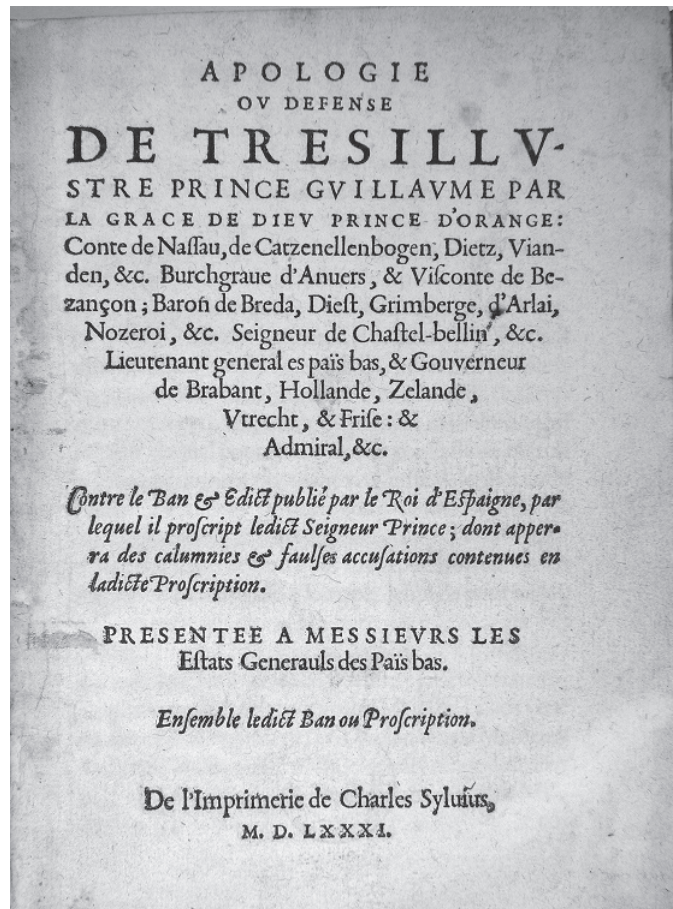 APOLOGIE
OV DEFENSE
DE TRESILLV-
STRE PRINCE GVILLAVME PAR
LA GRACE DE DIEV PRINCE D'ORANGE:
Conte de Naſſau, de Catzenellenbogen, Dietz, Vian-
den, &c. Burchgraue d'Anuers, & Viſconte de Be-
zançon; Baron de Breda, Dieſt, Grimberge, d'Arlai,
Nozeroi, &c. Seigneur de Chaſtel-bellin, &c.
Lieutenant general es païs bas, & Gouverneur
de Brabant, Hollande, Zelande,
Vtrecht, & Friſe: &
Admiral, &c.
Contre le Ban & Edict publié par le Roi d'Eſpaigne, par
lequel il proſcript ledict Seigneur Prince; dont appe-
ra des calumnies & faulſes accuſations contenues en
ladicte Proſcription.
PRESENTEE A MESSIEVRS LES
Eſtats Generauls des Païs bas.
Enſemble ledict Ban ou Proſcription.
De l'Imprimerie de Charles Syluius,
M. D. LXXXI.